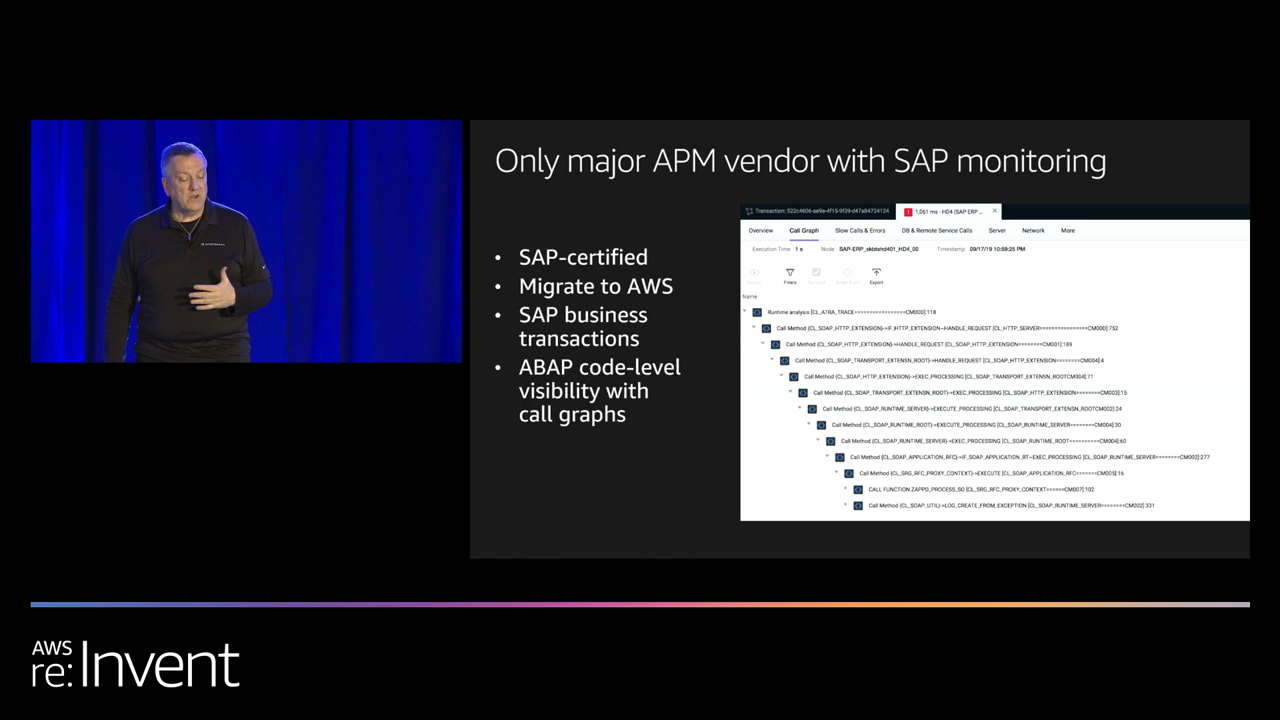 Only major APM vendor with SAP monitoring
• SAP-certified
• Migrate to AWS
• SAP business
transactions
• ABAP code-level
visibility with
call graphs
Transaction: 522c4606-ae9e-4f15-9f39-d47a84724124
1,061 ms - HD4 (SAP ERP ...
Overview Call Graph Slow Calls & Errors DB & Remote Service Calls Server Network More
Execution Time 1 s Node SAP-ERP_skbtshd401_HD4_00 Timestamp 09/17/19 10:59:25 PM
Filters Export
Name
Runtime analysis [CL_ATRA_TRACE================CM00D]:118
Call Method {CL_SOAP_HTTP_EXTENSION}->IF_HTTP_EXTENSION~HANDLE_REQUEST [CL_HTTP_SERVER================CM00D]:752
Call Method {CL_SOAP_HTTP_EXTENSION}->HANDLE_REQUEST [CL_SOAP_HTTP_EXTENSION========CM001]:189
Call Method {CL_SOAP_TRANSPORT_EXTENSN_ROOT}->HANDLE_REQUEST [CL_SOAP_HTTP_EXTENSION========CM004]:4
Call Method {CL_SOAP_HTTP_EXTENSION}->EXEC_PROCESSING [CL_SOAP_TRANSPORT_EXTENSN_ROOTCM004]:71
Call Method {CL_SOAP_TRANSPORT_EXTENSN_ROOT}->EXEC_PROCESSING [CL_SOAP_HTTP_EXTENSION========CM003]:15
Call Method {CL_SOAP_RUNTIME_SERVER}->EXECUTE_PROCESSING [CL_SOAP_TRANSPORT_EXTENSN_ROOTCM002]:24
Call Method {CL_SOAP_RUNTIME_ROOT}->EXECUTE_PROCESSING [CL_SOAP_RUNTIME_SERVER========CM004]:30
Call Method {CL_SOAP_RUNTIME_SERVER}->EXEC_PROCESSING [CL_SOAP_RUNTIME_ROOT==========CM004]:60
Call Method {CL_SOAP_APPLICATION_RFC}->IF_SOAP_APPLICATION_RT~EXEC_PROCESSING [CL_SOAP_RUNTIME_SERVER========CM002]:277
Call Method {CL_SRG_RFC_PROXY_CONTEXT}->EXECUTE [CL_SOAP_APPLICATION_RFC=======CM005]:16
CALL FUNCTION ZAPPD_PROCESS_SO [CL_SRG_RFC_PROXY_CONTEXT======CM007]:102
Call Method {CL_SOAP_UTIL}->LOG_CREATE_FROM_EXCEPTION [CL_SOAP_RUNTIME_SERVER========CM002]:331
AWS
re:Invent